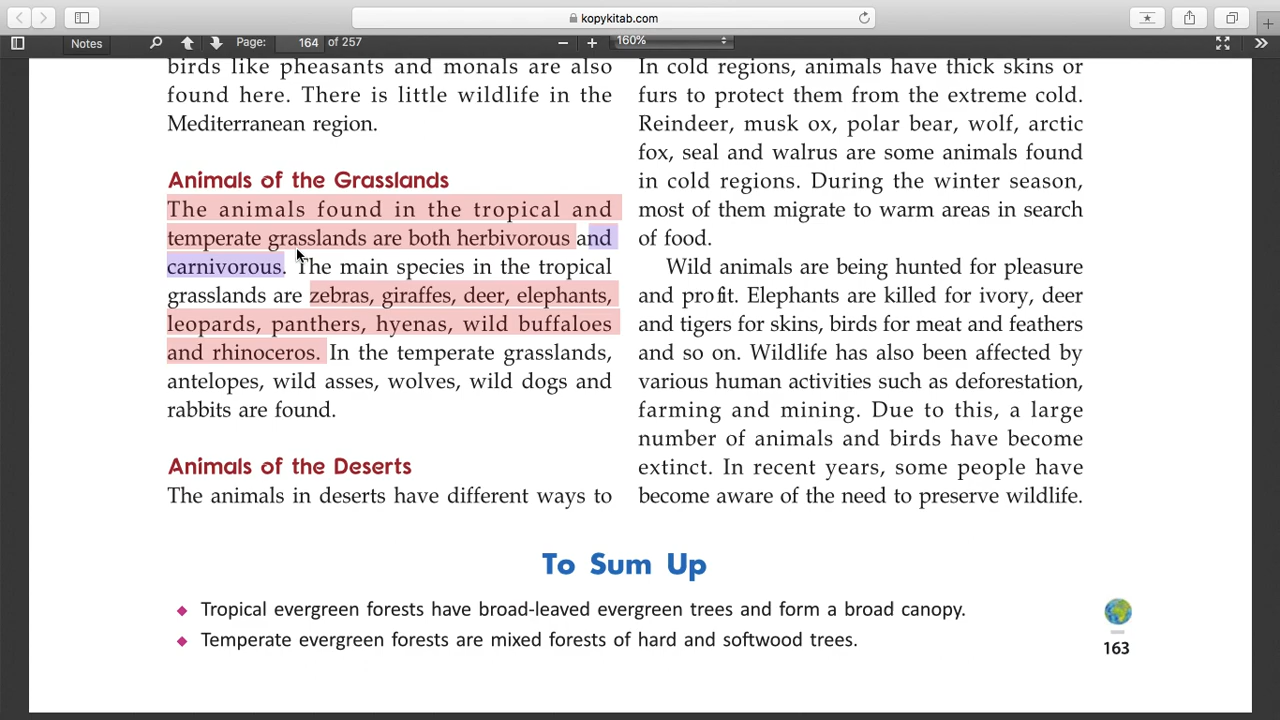 kopykitab.com
Notes
Page: 164 of 257
160%
birds like pheasants and monals are also
found here. There is little wildlife in the
Mediterranean region.
Animals of the Grasslands
The animals found in the tropical and
temperate grasslands are both herbivorous and
carnivorous. The main species in the tropical
grasslands are zebras, giraffes, deer, elephants,
leopards, panthers, hyenas, wild buffaloes
and rhinoceros. In the temperate grasslands,
antelopes, wild asses, wolves, wild dogs and
rabbits are found.
Animals of the Deserts
The animals in deserts have different ways to
In cold regions, animals have thick skins or
furs to protect them from the extreme cold.
Reindeer, musk ox, polar bear, wolf, arctic
fox, seal and walrus are some animals found
in cold regions. During the winter season,
most of them migrate to warm areas in search
of food.
Wild animals are being hunted for pleasure
and profit. Elephants are killed for ivory, deer
and tigers for skins, birds for meat and feathers
and so on. Wildlife has also been affected by
various human activities such as deforestation,
farming and mining. Due to this, a large
number of animals and birds have become
extinct. In recent years, some people have
become aware of the need to preserve wildlife.
To Sum Up
◆ Tropical evergreen forests have broad-leaved evergreen trees and form a broad canopy.
◆ Temperate evergreen forests are mixed forests of hard and softwood trees.
163